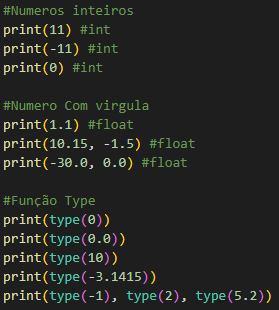 #Numeros inteiros
print(11) #int
print(-11) #int
print(0) #int
#Numero Com virgula
print(1.1) #float
print(10.15, -1.5) #float
print(-30.0, 0.0) #float
#Função Type
print(type(0))
print(type(0.0))
print(type(10))
print(type(-3.1415))
print(type(-1), type(2), type(5.2))